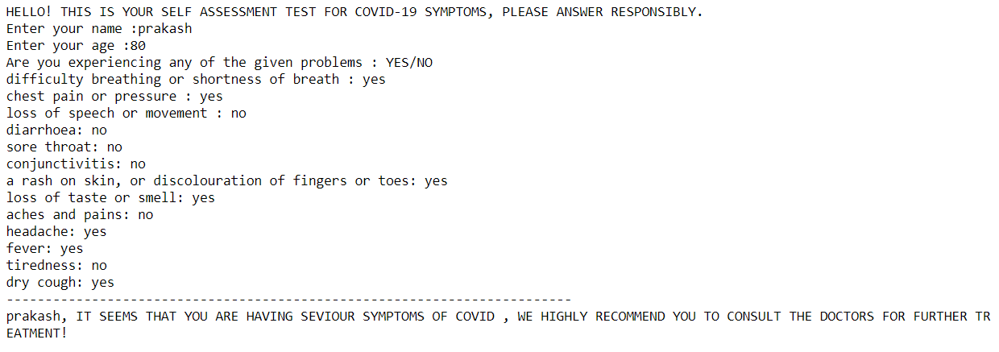 HELLO! THIS IS YOUR SELF ASSESSMENT TEST FOR COVID-19 SYMPTOMS, PLEASE ANSWER RESPONSIBLY.
Enter your name :prakash
Enter your age :80
Are you experiencing any of the given problems : YES/NO
difficulty breathing or shortness of breath : yes
chest pain or pressure : yes
loss of speech or movement : no
diarrhoea: no
sore throat: no
conjunctivitis: no
a rash on skin, or discolouration of fingers or toes: yes
loss of taste or smell: yes
aches and pains: no
headache: yes
fever: yes
tiredness: no
dry cough: yes
-------------------------------------------------------------------------
prakash, IT SEEMS THAT YOU ARE HAVING SEVIOUR SYMPTOMS OF COVID , WE HIGHLY RECOMMEND YOU TO CONSULT THE DOCTORS FOR FURTHER TR
EATMENT!